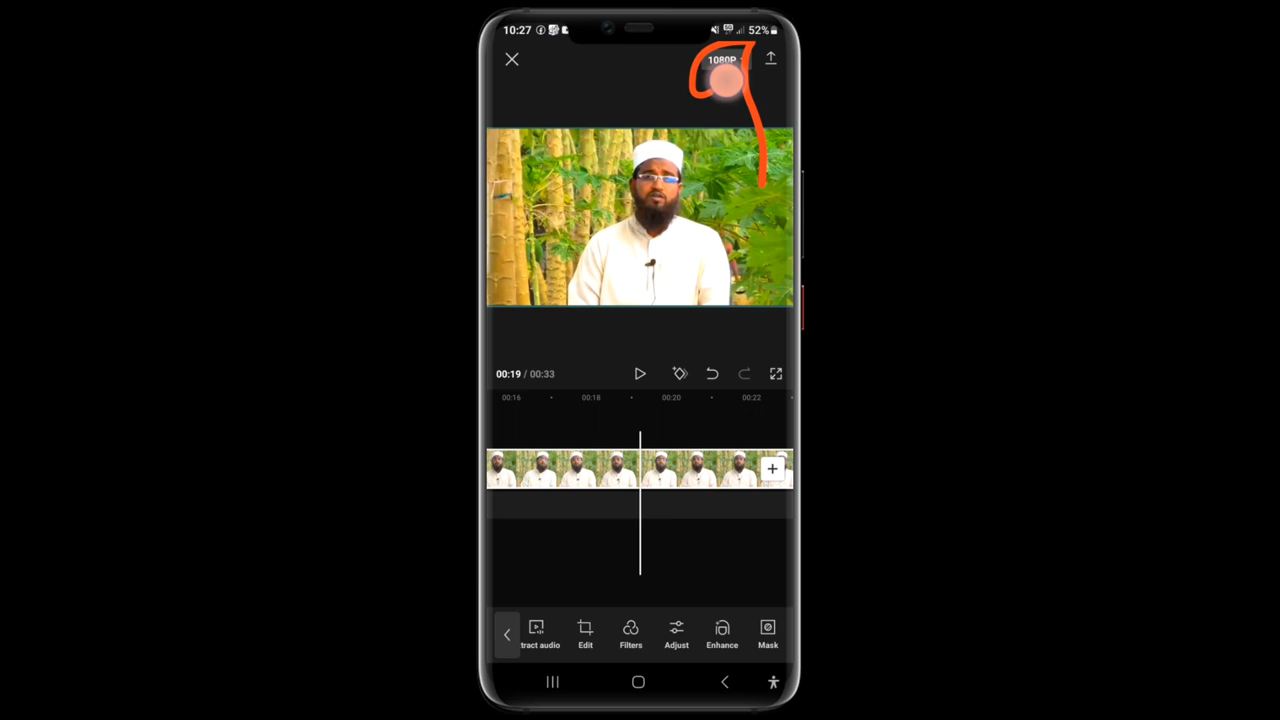 10:27 5G 52%
1080P
00:19 / 00:33
00:16 00:18 00:20 00:22
tract audio Edit Filters Adjust Enhance Mask